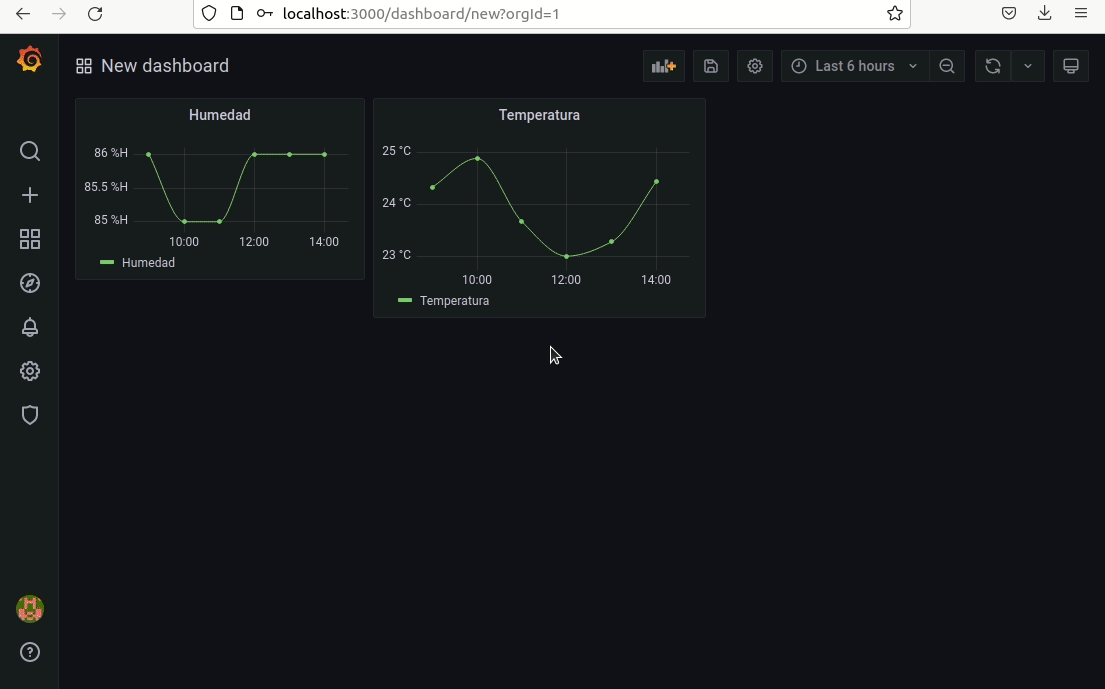 localhost:3000/dashboard/new?orgId=1
New dashboard
Last 6 hours
Humedad
86 %H
85.5 %H
85 %H
10:00 12:00 14:00
Humedad
Temperatura
25 °C
24 °C
23 °C
10:00 12:00 14:00
Temperatura